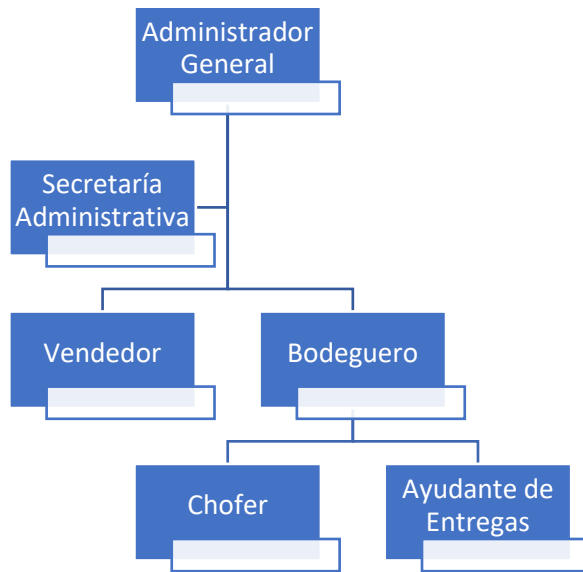 Administrador
General
Secretaría
Administrativa
Vendedor
Bodeguero
Chofer
Ayudante de
Entregas